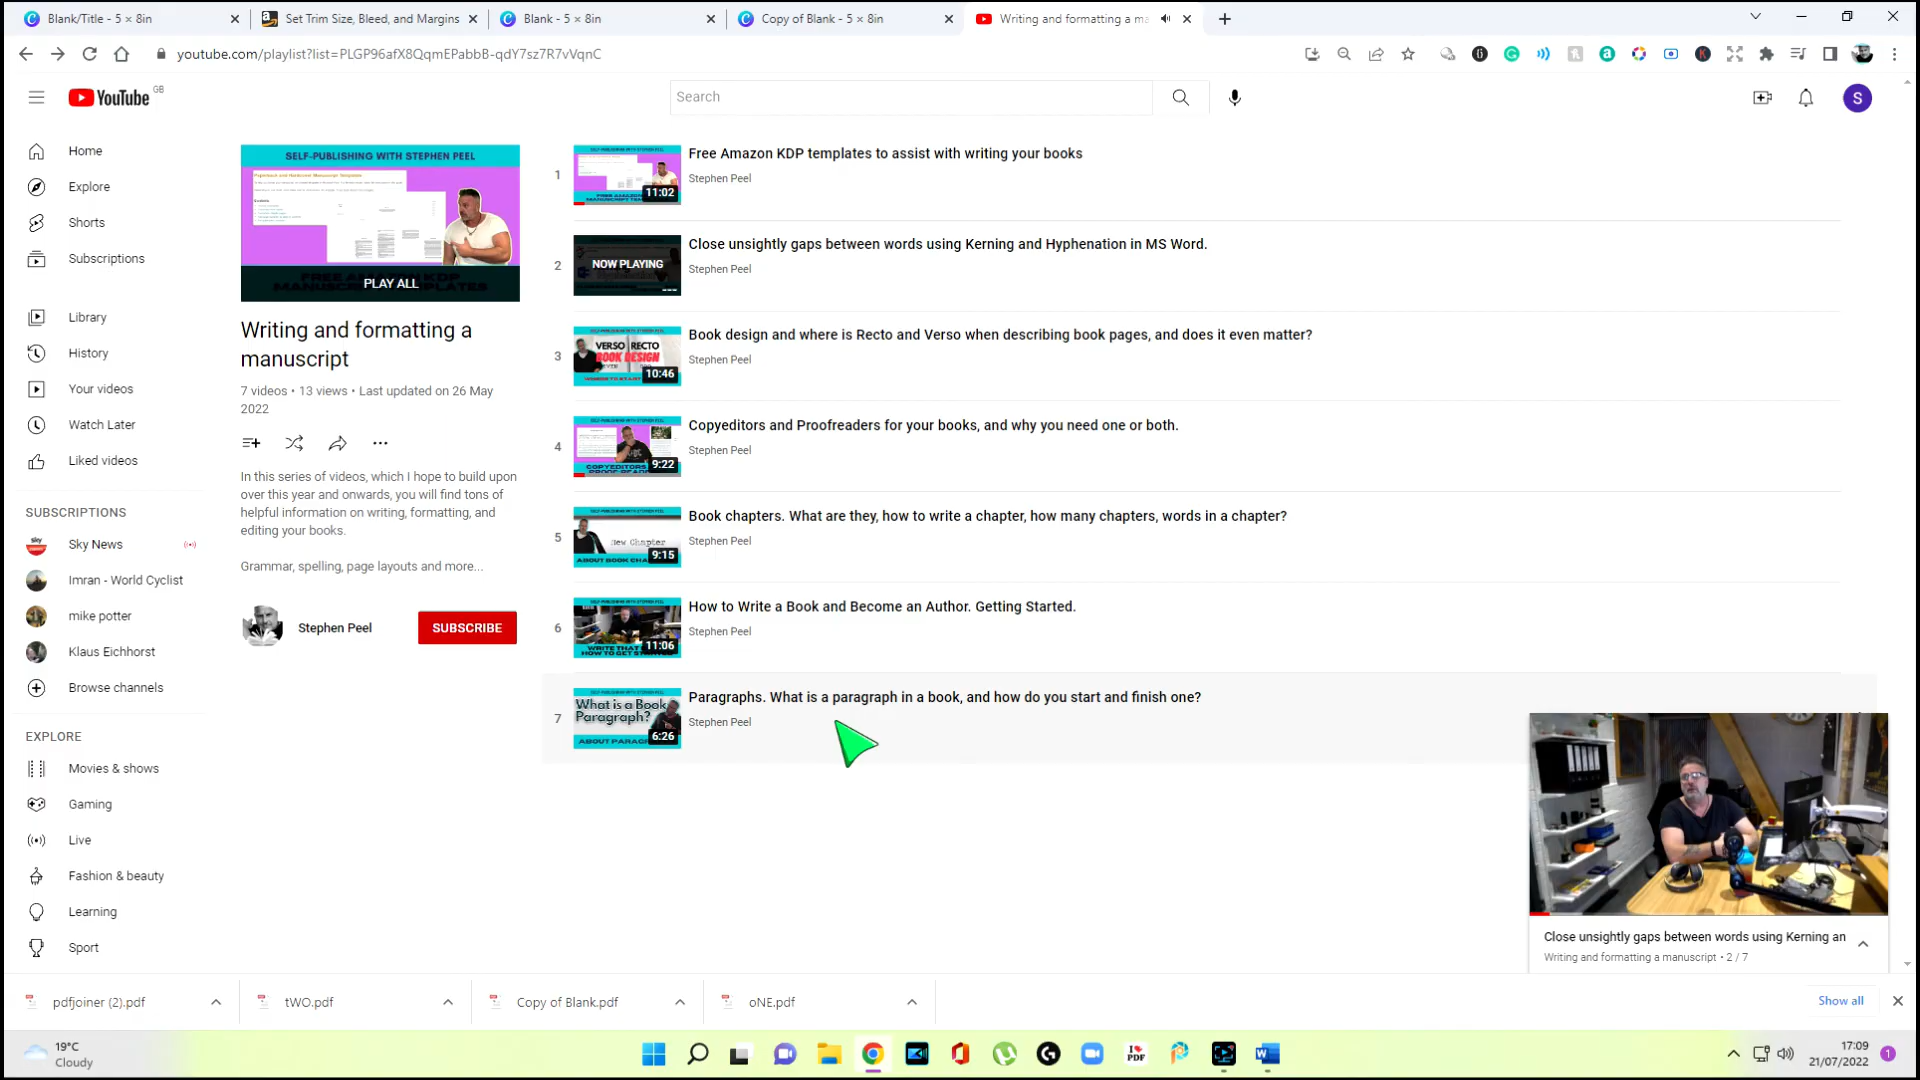 Blank/Title - 5 × 8in
Set Trim Size, Bleed, and Margins
Blank - 5 × 8in
Copy of Blank - 5 × 8in
Writing and formatting a ma
youtube.com/playlist?list=PLGP96afX8QqmEPabbB-qdY7sz7R7vVqnC
YouTube GB
Search
S
Home
Explore
Shorts
Subscriptions
Library
History
Your videos
Watch Later
Liked videos
SUBSCRIPTIONS
Sky News
Imran - World Cyclist
mike potter
Klaus Eichhorst
Browse channels
EXPLORE
Movies & shows
Gaming
Live
Fashion & beauty
Learning
Sport
SELF-PUBLISHING WITH STEPHEN PEEL
PLAY ALL
Writing and formatting a
manuscript
7 videos • 13 views • Last updated on 26 May
2022
In this series of videos, which I hope to build upon
over this year and onwards, you will find tons of
helpful information on writing, formatting, and
editing your books.
Grammar, spelling, page layouts and more...
Stephen Peel
SUBSCRIBE
1
11:02
Free Amazon KDP templates to assist with writing your books
Stephen Peel
2
NOW PLAYING
Close unsightly gaps between words using Kerning and Hyphenation in MS Word.
Stephen Peel
3
VERSO RECTO
BOOK DESIGN
10:46
Book design and where is Recto and Verso when describing book pages, and does it even matter?
Stephen Peel
4
9:22
Copyeditors and Proofreaders for your books, and why you need one or both.
Stephen Peel
5
New Chapter
9:15
Book chapters. What are they, how to write a chapter, how many chapters, words in a chapter?
Stephen Peel
6
11:06
How to Write a Book and Become an Author. Getting Started.
Stephen Peel
7
What is a Book
Paragraph?
6:26
Paragraphs. What is a paragraph in a book, and how do you start and finish one?
Stephen Peel
Close unsightly gaps between words using Kerning an
Writing and formatting a manuscript • 2 / 7
pdfjoiner (2).pdf
tWO.pdf
Copy of Blank.pdf
oNE.pdf
Show all
19°C
Cloudy
17:09
21/07/2022
1